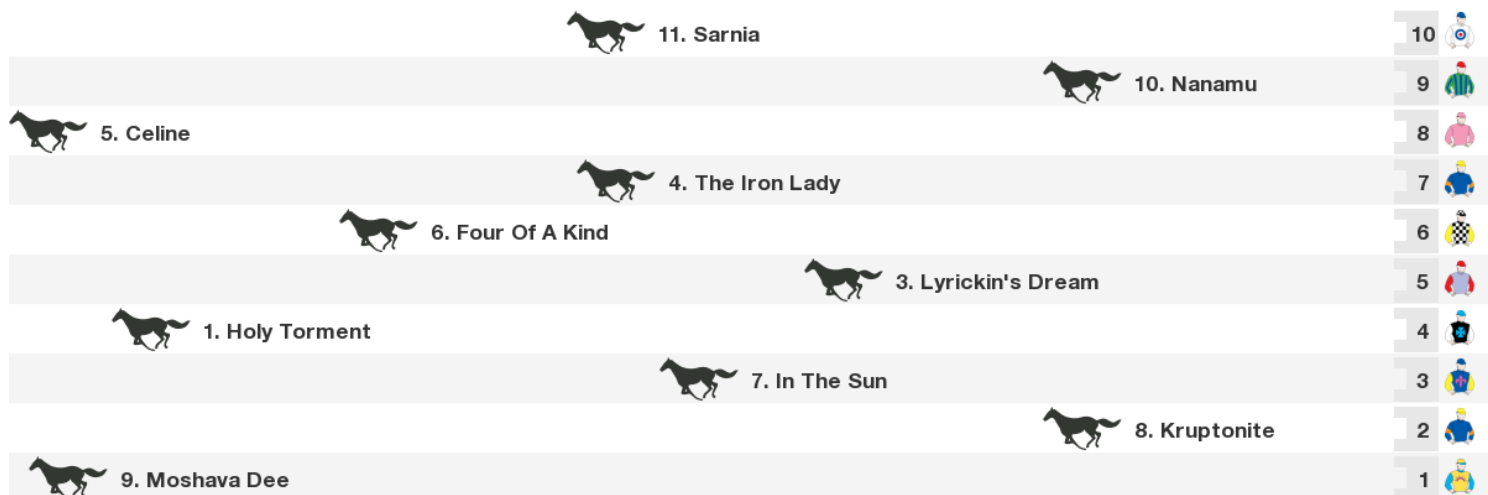 11. Sarnia 10
10. Nanamu 9
5. Celine 8
4. The Iron Lady 7
6. Four Of A Kind 6
3. Lyrickin's Dream 5
1. Holy Torment 4
7. In The Sun 3
8. Kruptonite 2
9. Moshava Dee 1